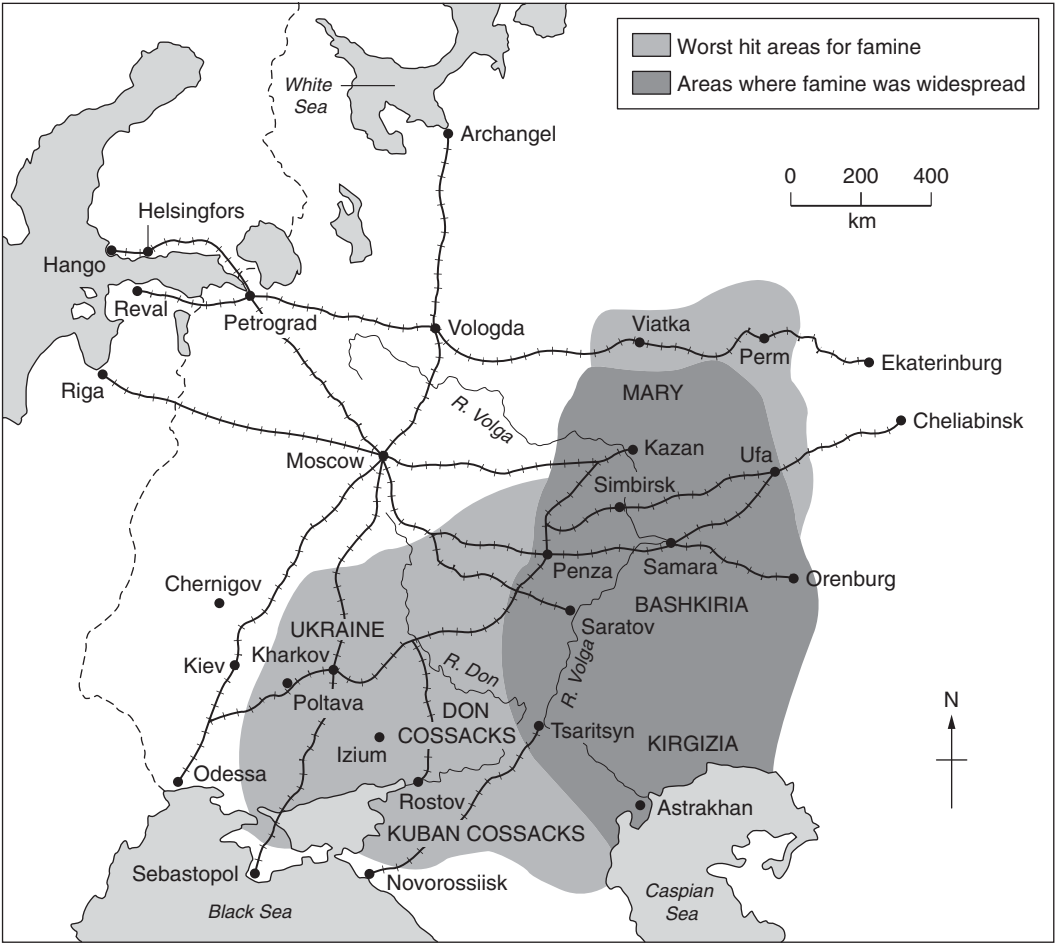 Worst hit areas for famine
Areas where famine was widespread
White
Sea
Archangel
0 200 400
km
Helsingfors
Hango
Reval
Petrograd
Vologda
Viatka
Perm
Ekaterinburg
Riga
MARY
R. Volga
Cheliabinsk
Moscow
Kazan
Ufa
Simbirsk
Penza
Samara
Orenburg
Chernigov
BASHKIRIA
Saratov
UKRAINE
Kharkov
Kiev
R. Don
R. Volga
Poltava
N
DON
COSSACKS
Tsaritsyn
KIRGIZIA
Izium
Odessa
Rostov
Astrakhan
KUBAN COSSACKS
Sebastopol
Novorossiisk
Black Sea
Caspian
Sea